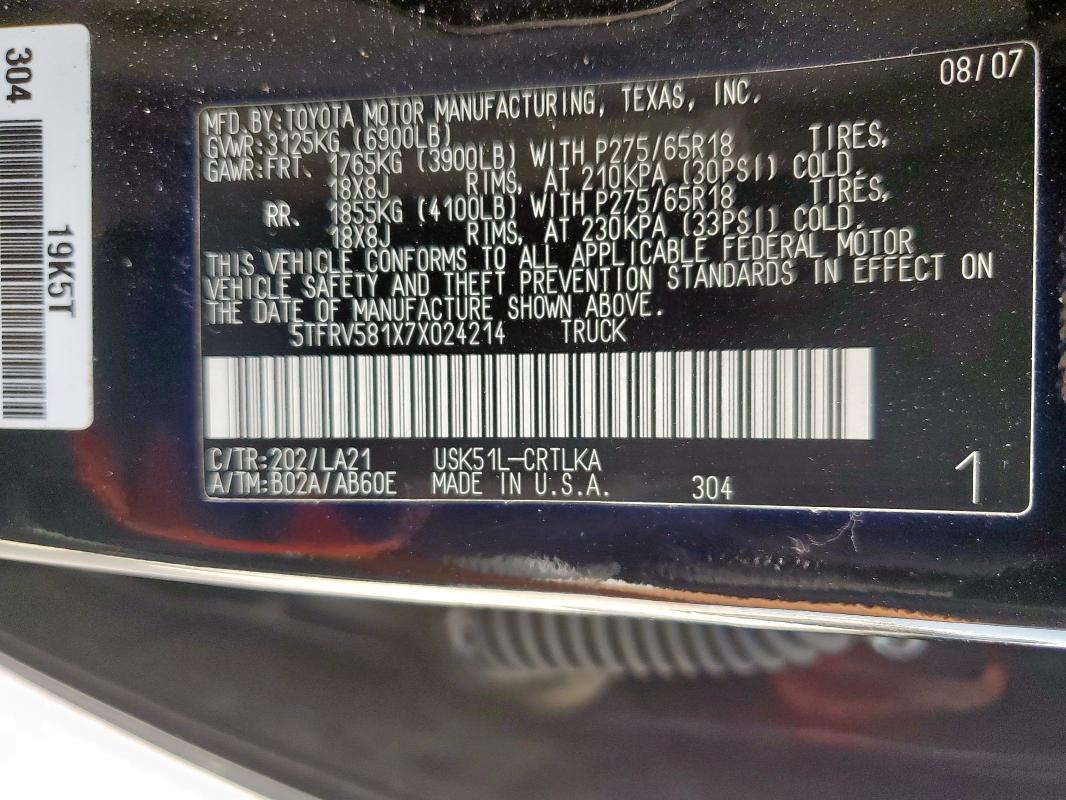 304
19K5T
08/07
MFD.BY:TOYOTA MOTOR MANUFACTURING, TEXAS, INC.
GVWR:3125KG (6900LB)
GAWR:FRT. 1765KG (3900LB) WITH P275/65R18 TIRES,
18X8J RIMS, AT 210KPA (30PSI) COLD.
RR. 1855KG (4100LB) WITH P275/65R18 TIRES,
18X8J RIMS, AT 230KPA (33PSI) COLD.
THIS VEHICLE CONFORMS TO ALL APPLICABLE FEDERAL MOTOR
VEHICLE SAFETY AND THEFT PREVENTION STANDARDS IN EFFECT ON
THE DATE OF MANUFACTURE SHOWN ABOVE.
5TFRV581X7X024214 TRUCK
C/TR:202/LA21 USK51L-CRTLKA
A/TM:B02A/AB60E MADE IN U.S.A. 304
1